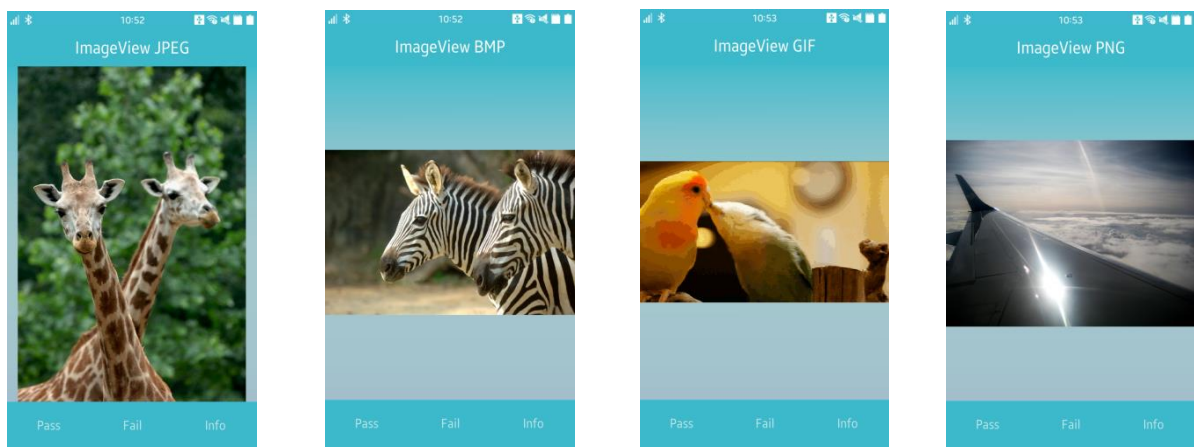 10:52
ImageView JPEG
Pass Fail Info
10:52
ImageView BMP
Pass Fail Info
10:53
ImageView GIF
Pass Fail Info
10:53
ImageView PNG
Pass Fail Info